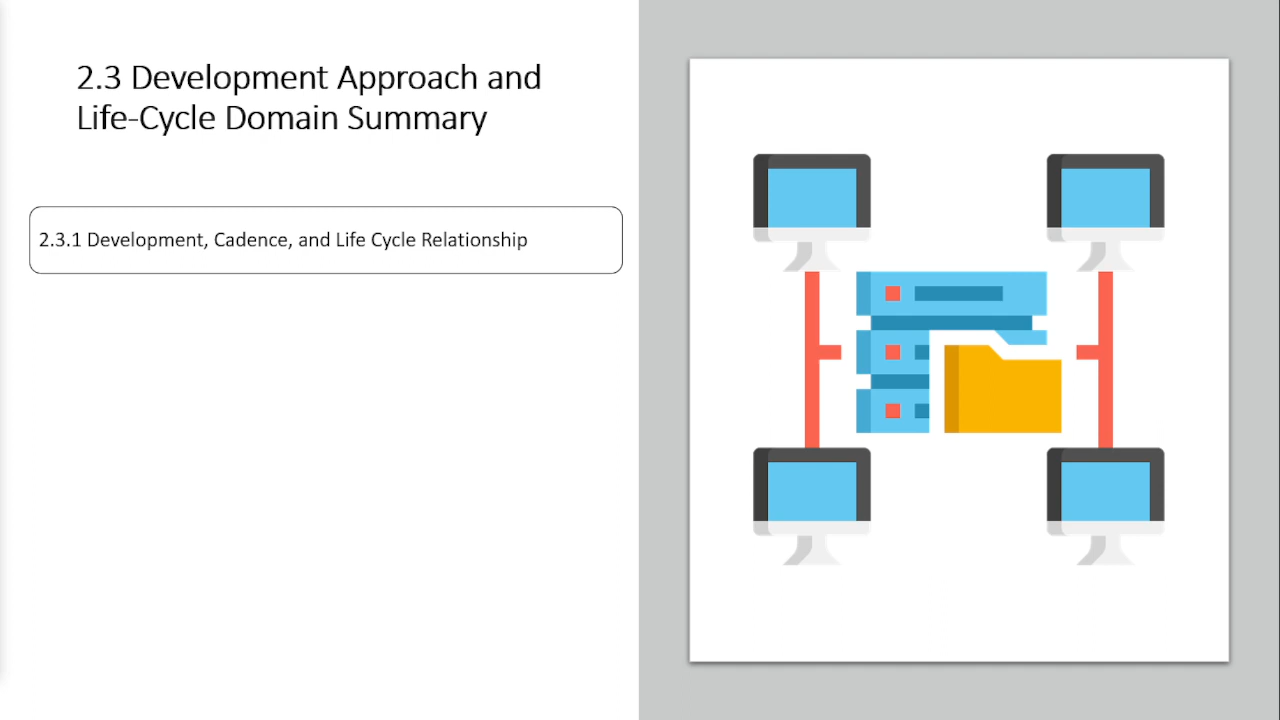 2.3 Development Approach and
Life-Cycle Domain Summary
2.3.1 Development, Cadence, and Life Cycle Relationship